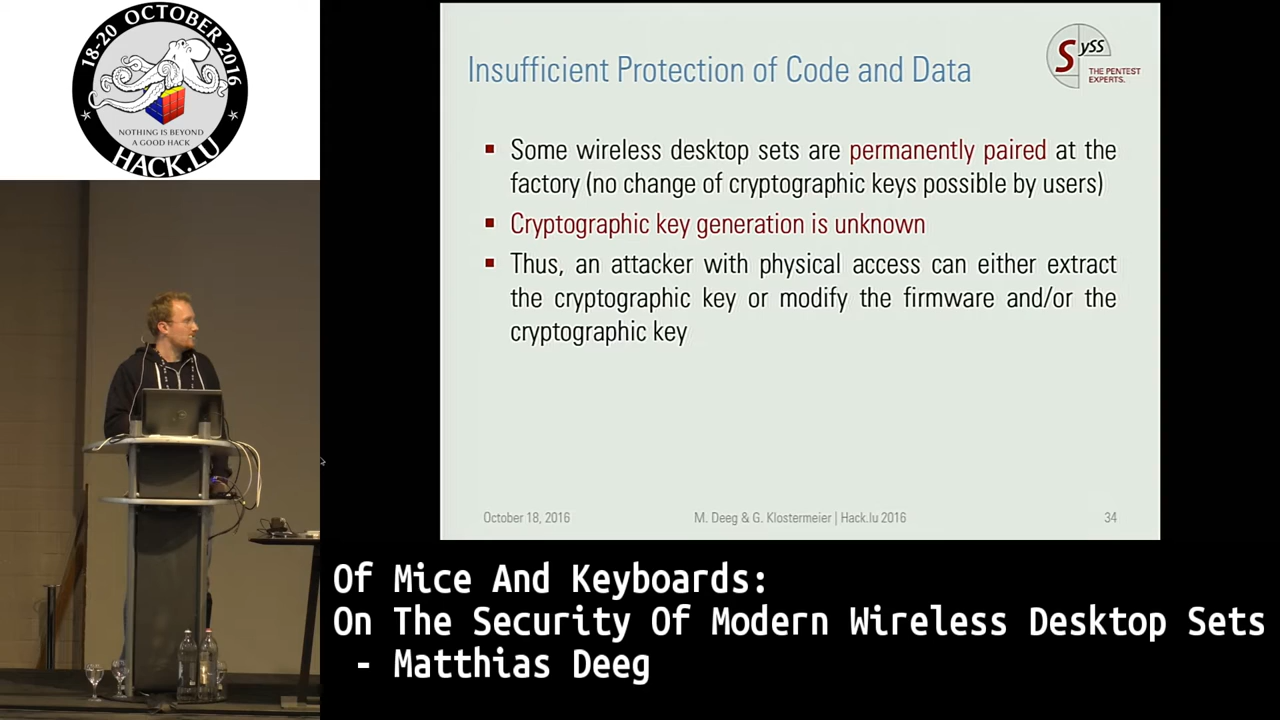 18-20 OCTOBER 2016
NOTHING IS BEYOND
A GOOD HACK
HACK.LU
Insufficient Protection of Code and Data
SySS
THE PENTEST
EXPERTS.
▪ Some wireless desktop sets are permanently paired at the
factory (no change of cryptographic keys possible by users)
▪ Cryptographic key generation is unknown
▪ Thus, an attacker with physical access can either extract
the cryptographic key or modify the firmware and/or the
cryptographic key
October 18, 2016
M. Deeg & G. Klostermeier | Hack.lu 2016
34
Of Mice And Keyboards:
On The Security Of Modern Wireless Desktop Sets
- Matthias Deeg